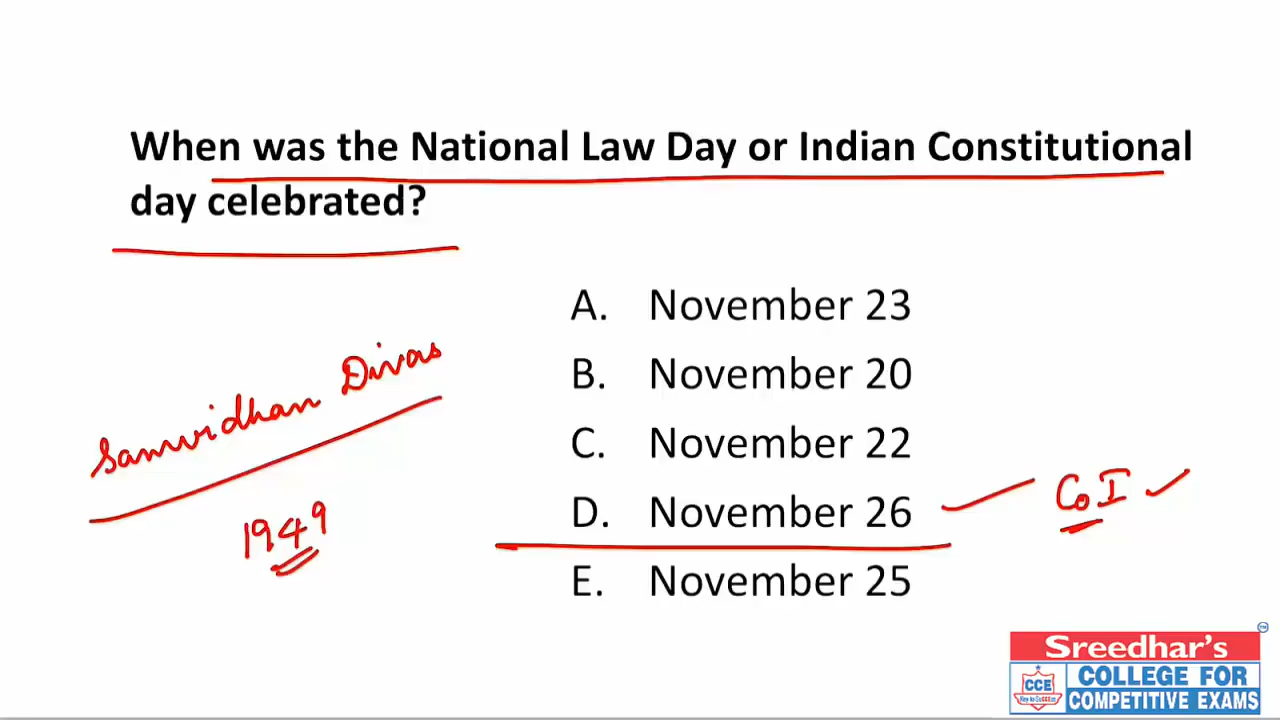 When was the National Law Day or Indian Constitutional
day celebrated?
A. November 23
B. November 20
C. November 22
D. November 26
E. November 25
Samvidhan Divas
1949
CoI
Sreedhar's
CCE
COLLEGE FOR
COMPETITIVE EXAMS
TM